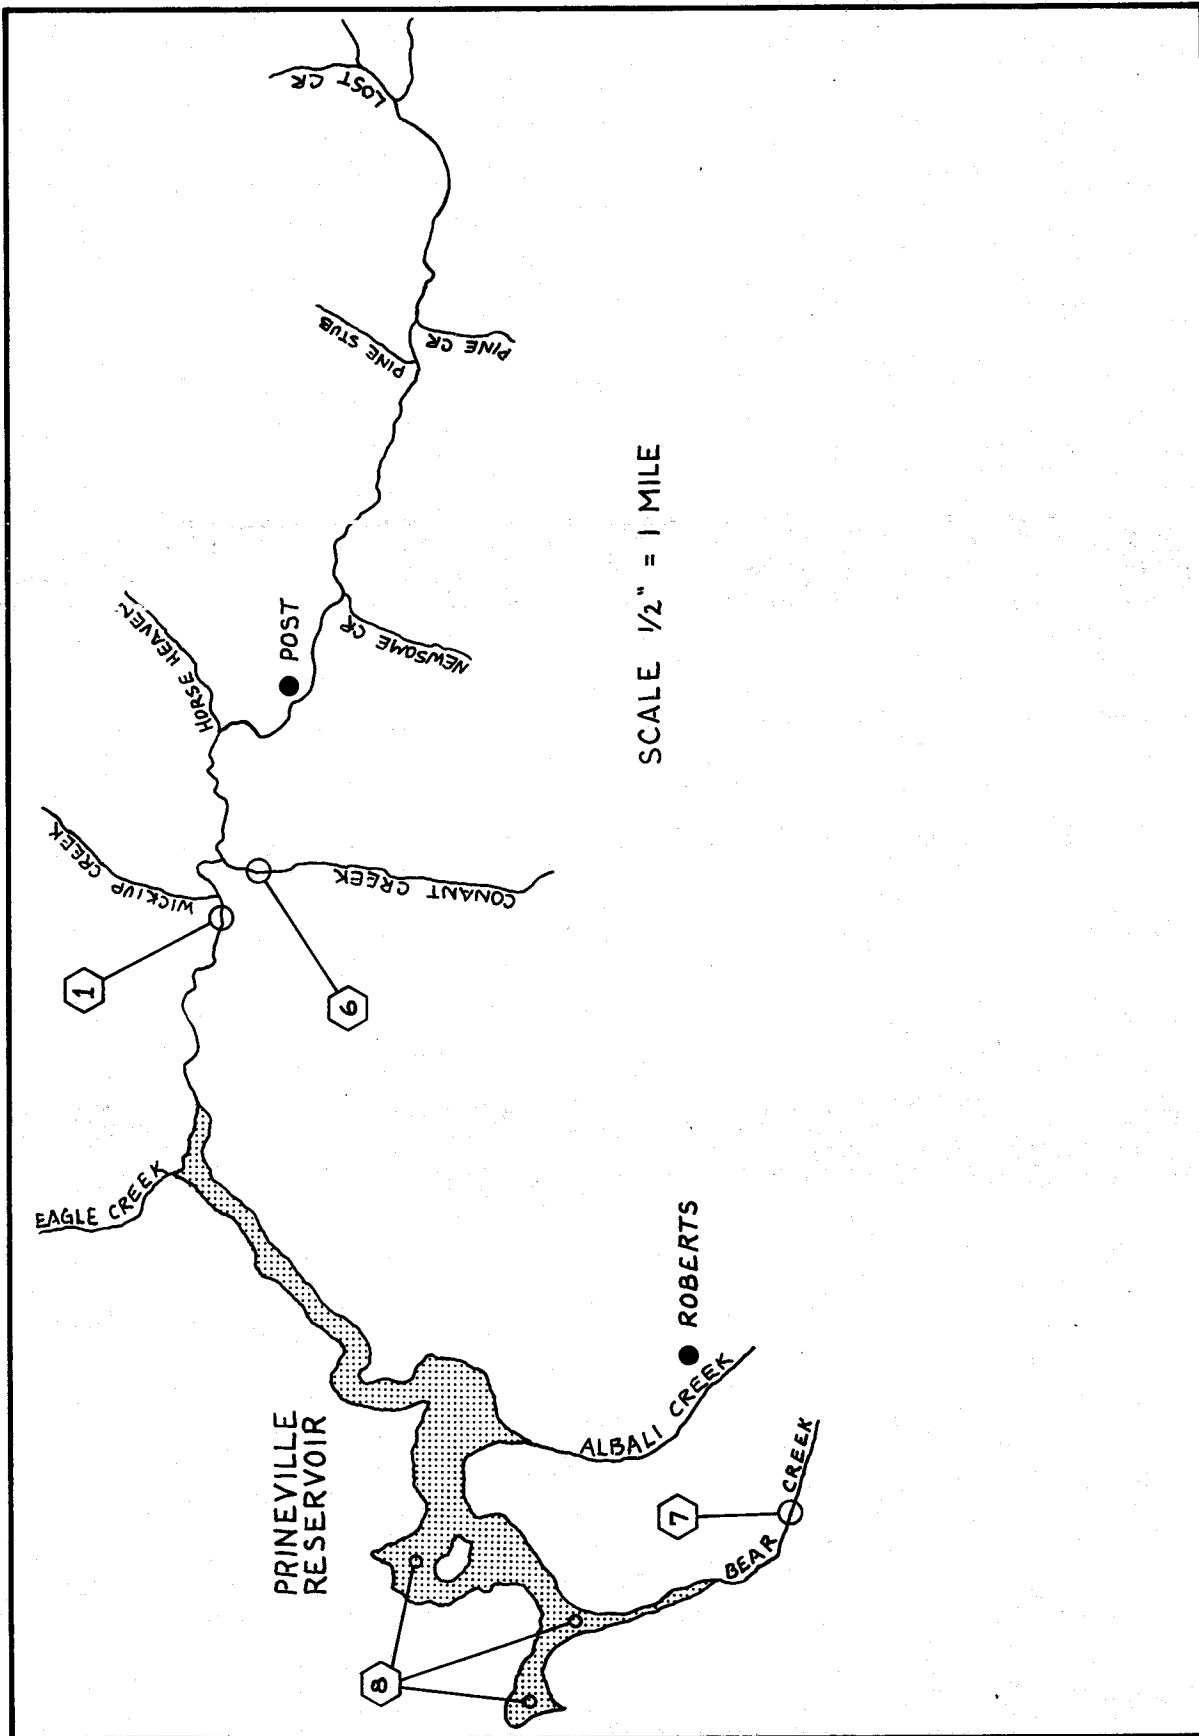 LOST CR
PINE STUB
PINE CR
HORSE HEAVEN
POST
NEWSOME CR
WICKIUP CREEK
CONANT CREEK
1
6
SCALE 1/2" = 1 MILE
EAGLE CREEK
PRINEVILLE
RESERVOIR
ROBERTS
ALBALI CREEK
7
BEAR CREEK
8